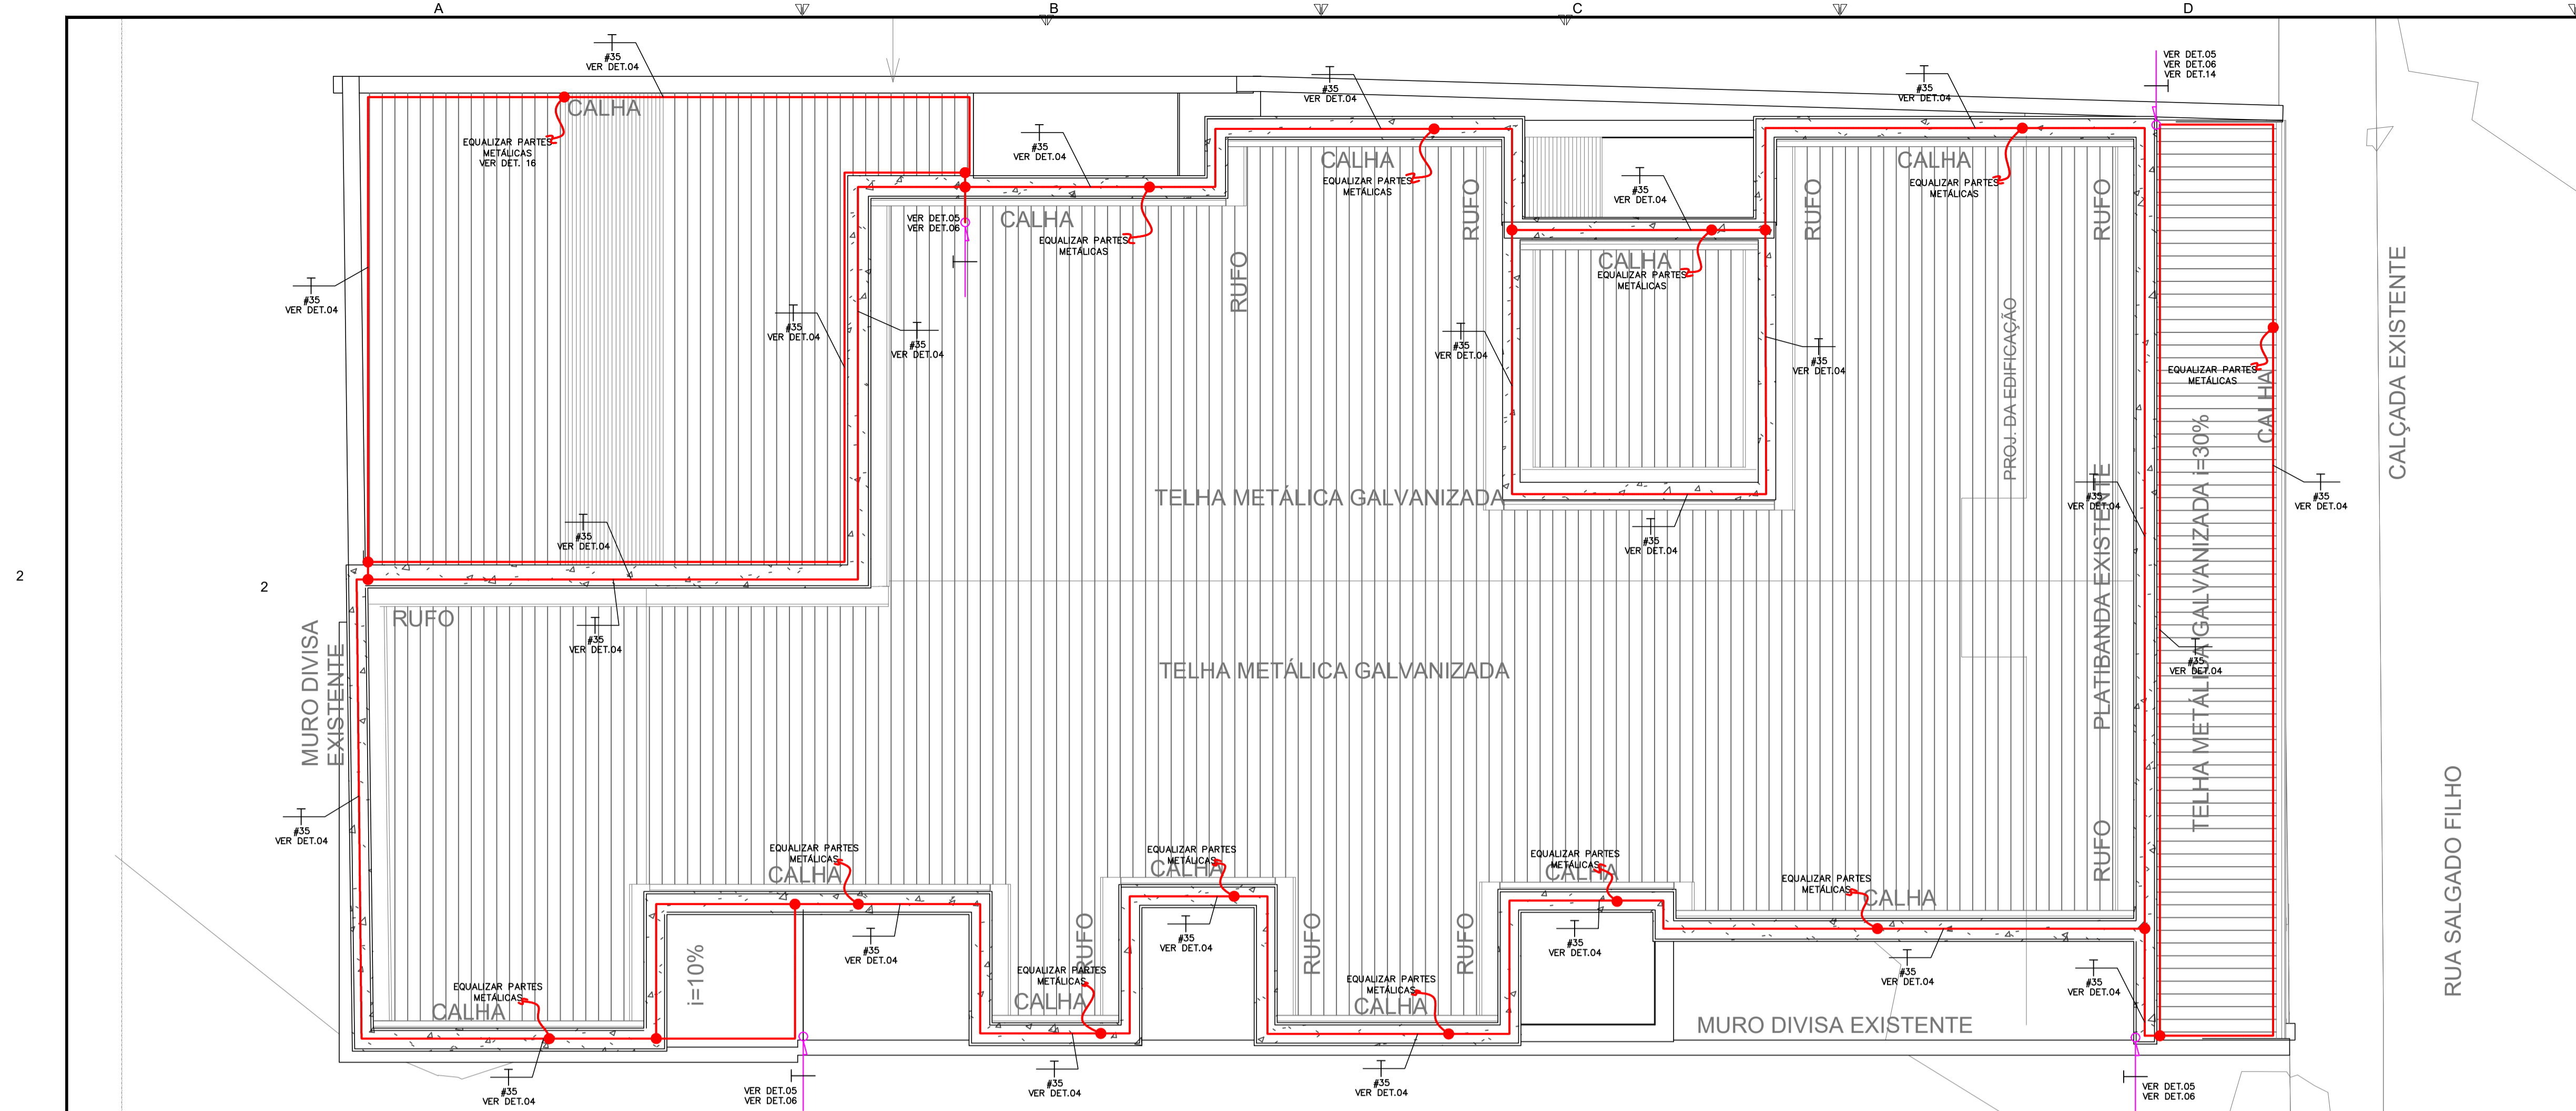 A
B
C
D
#35
VER DET.04
VER DET.05
VER DET.06
VER DET.14
#35
VER DET.04
#35
VER DET.04
CALHA
EQUALIZAR PARTES
METÁLICAS
VER DET. 16
#35
VER DET.04
CALHA
EQUALIZAR PARTES
METÁLICAS
CALHA
EQUALIZAR PARTES
METÁLICAS
#35
VER DET.04
RUFO
RUFO
RUFO
VER DET.05
VER DET.06
CALHA
EQUALIZAR PARTES
METÁLICAS
RUFO
CALHA
EQUALIZAR PARTES
METÁLICAS
#35
VER DET.04
#35
VER DET.04
#35
VER DET.04
#35
VER DET.04
#35
VER DET.04
EQUALIZAR PARTES
METÁLICAS
CALHA
PROJ. DA EDIFICAÇÃO
CALÇADA EXISTENTE
TELHA METÁLICA GALVANIZADA
#35
VER DET.04
#35
VER DET.04
#35
VER DET.04
#35
VER DET.04
PLATIBANDA EXISTENTE
TELHA METÁLICA GALVANIZADA i=30%
2
2
RUFO
#35
VER DET.04
MURO DIVISA
EXISTENTE
TELHA METÁLICA GALVANIZADA
#35
VER DET.04
#35
VER DET.04
RUFO
RUA SALGADO FILHO
EQUALIZAR PARTES
METÁLICAS
CALHA
EQUALIZAR PARTES
METÁLICAS
CALHA
EQUALIZAR PARTES
METÁLICAS
CALHA
EQUALIZAR PARTES
METÁLICAS
CALHA
#35
VER DET.04
#35
VER DET.04
#35
VER DET.04
#35
VER DET.04
#35
VER DET.04
i=10%
RUFO
RUFO
RUFO
EQUALIZAR PARTES
METÁLICAS
CALHA
EQUALIZAR PARTES
METÁLICAS
CALHA
EQUALIZAR PARTES
METÁLICAS
CALHA
MURO DIVISA EXISTENTE
#35
VER DET.04
VER DET.05
VER DET.06
#35
VER DET.04
#35
VER DET.04
VER DET.05
VER DET.06